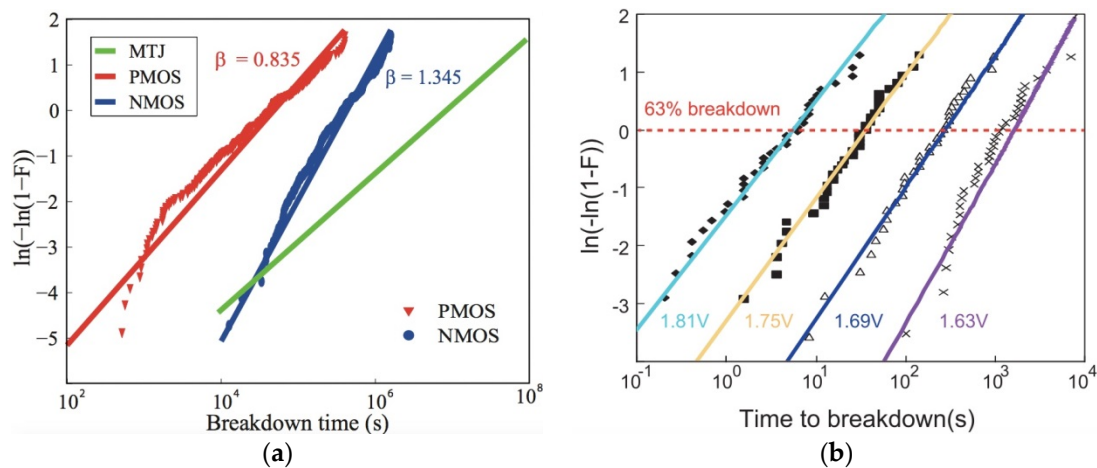 2
1
0
−1
−2
−3
−4
−5
ln(−ln(1−F))
MTJ
PMOS
NMOS
β = 0.835
β = 1.345
PMOS
NMOS
10² 10⁴ 10⁶ 10⁸
Breakdown time (s)
(a)
2
1
0
-1
-2
-3
ln(-ln(1-F))
63% breakdown
1.81V 1.75V 1.69V 1.63V
10⁻¹ 10⁰ 10¹ 10² 10³ 10⁴
Time to breakdown(s)
(b)